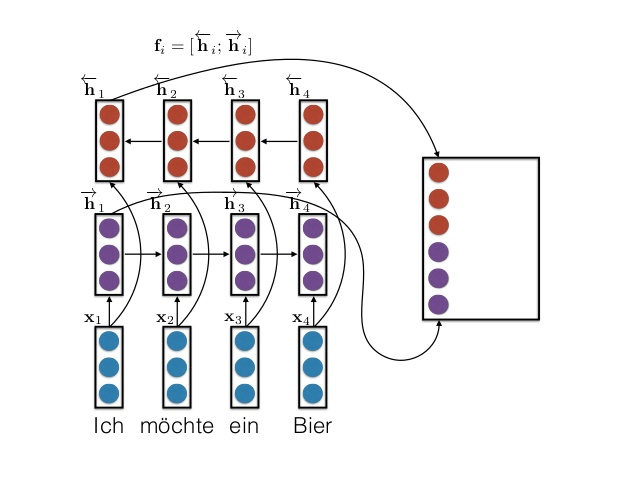 f_i = [←h_i; →h_i]
←h_1 ←h_2 ←h_3 ←h_4
→h_1 →h_2 →h_3 →h_4
x_1 x_2 x_3 x_4
Ich möchte ein Bier